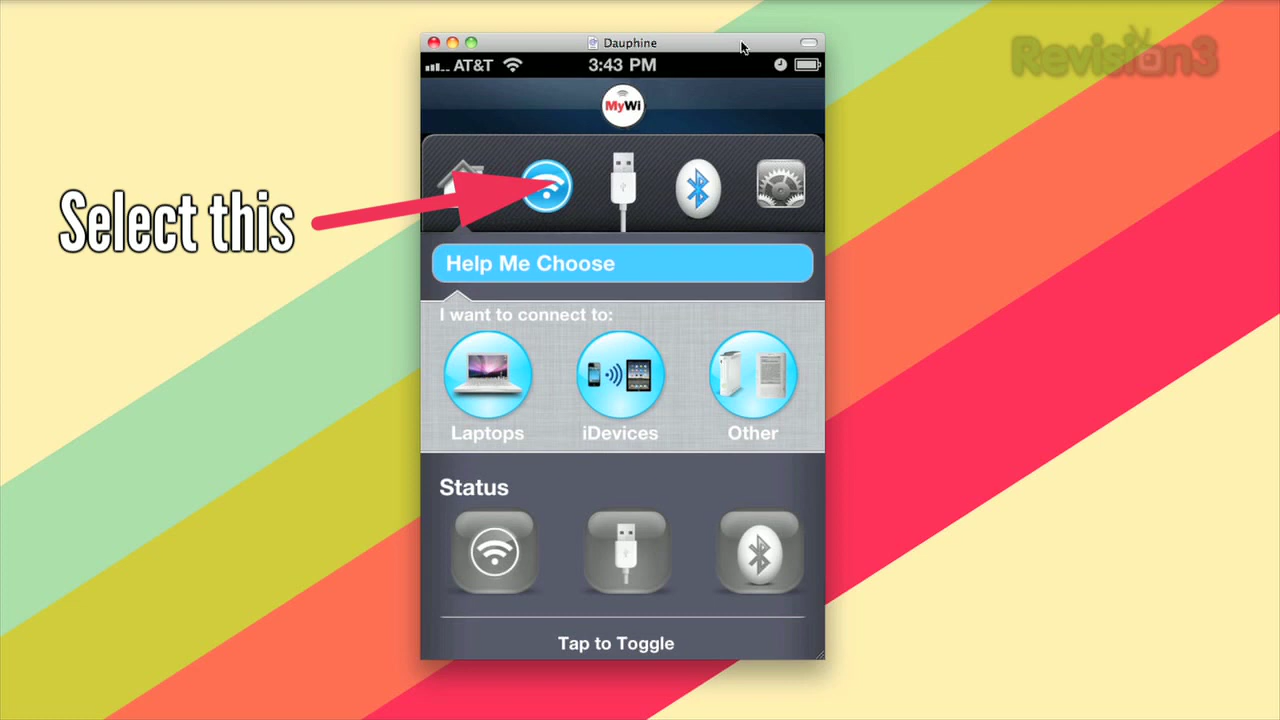 Dauphine
Revision3
AT&T
3:43 PM
MyWi
Select this
Help Me Choose
I want to connect to:
Laptops
iDevices
Other
Status
Tap to Toggle